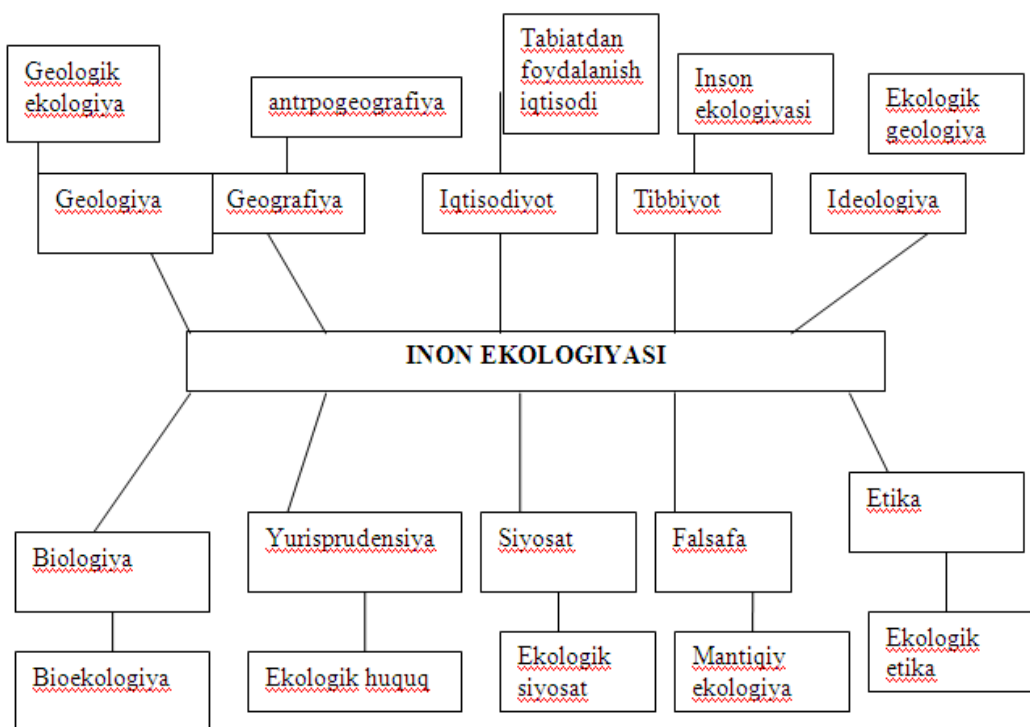 Geologik
ekologiya
antrpogeografiya
Tabiatdan
foydalanish
iqtisodi
Inson
ekologiyasi
Ekologik
geologiya
Geologiya
Geografiya
Iqtisodiyot
Tibbiyot
Ideologiya
INON EKOLOGIYASI
Biologiya
Yurisprudensiya
Siyosat
Falsafa
Etika
Bioekologiya
Ekologik huquq
Ekologik
siyosat
Mantiqiy
ekologiya
Ekologik
etika